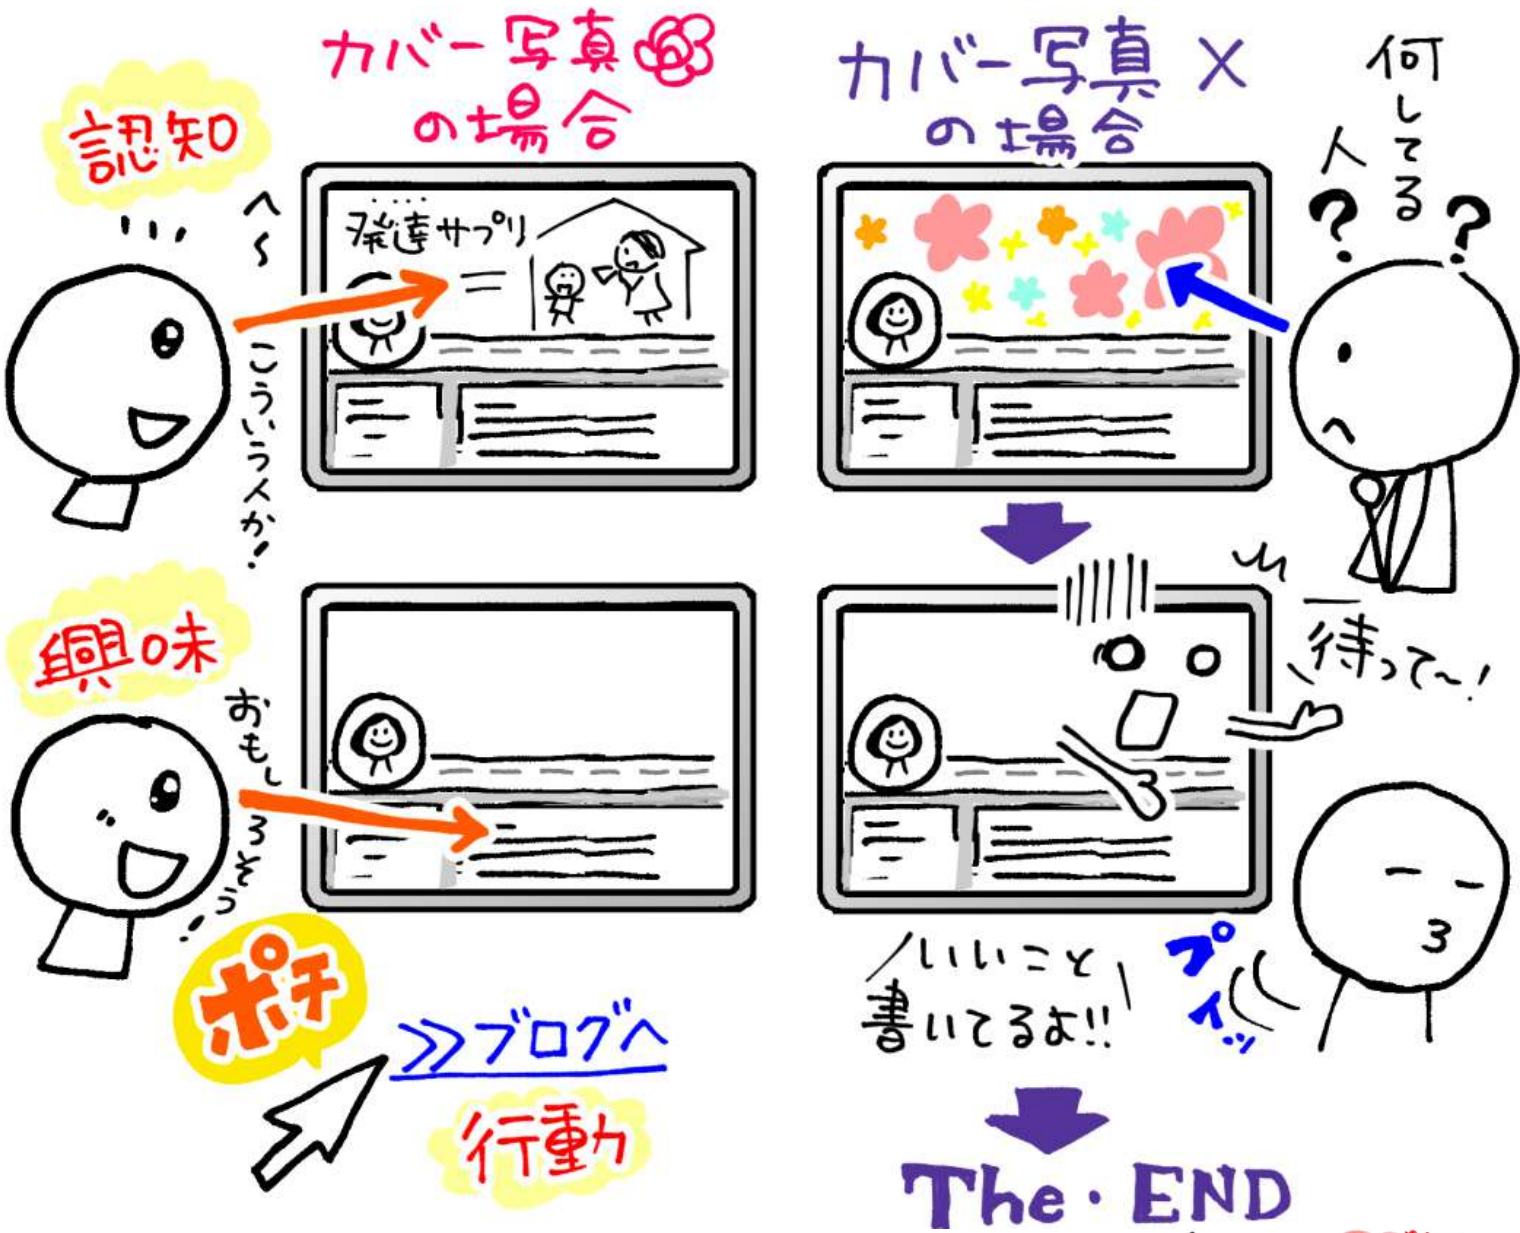 カバー写真
の場合
認知
へ~こういう人か!
発達サプリ
興味
おもしろそう!
ポチ
>>ブログへ
行動
カバー写真×
の場合
何してる
人
??
待って~!
いいこと
書いてるよ!!
プイッ
The・END